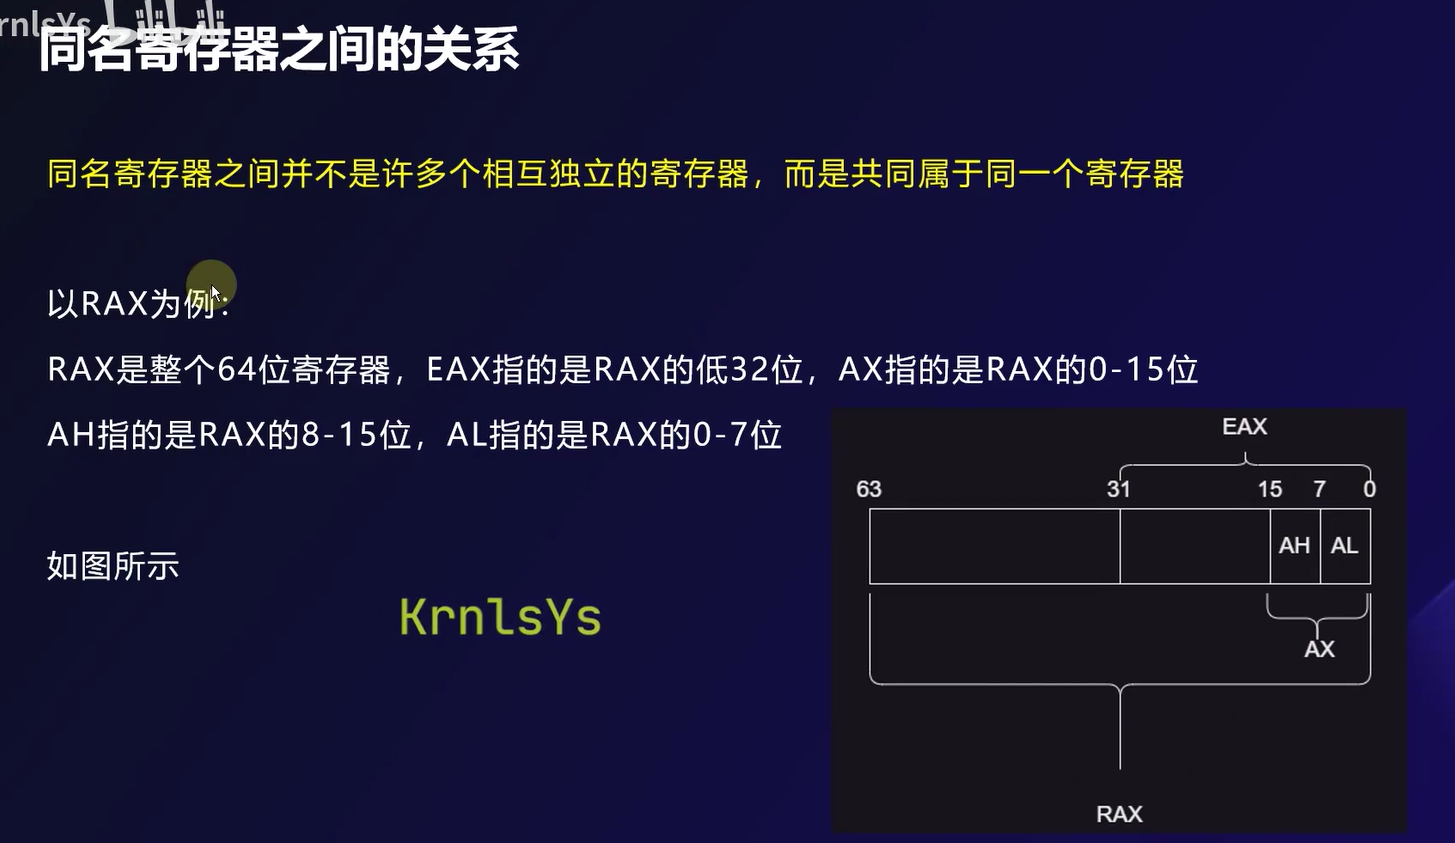 rnlsYs
同名寄存器之间的关系
同名寄存器之间并不是许多个相互独立的寄存器，而是共同属于同一个寄存器
以RAX为例：
RAX是整个64位寄存器，EAX指的是RAX的低32位，AX指的是RAX的0-15位
AH指的是RAX的8-15位，AL指的是RAX的0-7位
如图所示
KrnlsYs
EAX
63 31 15 7 0
AH AL
AX
RAX